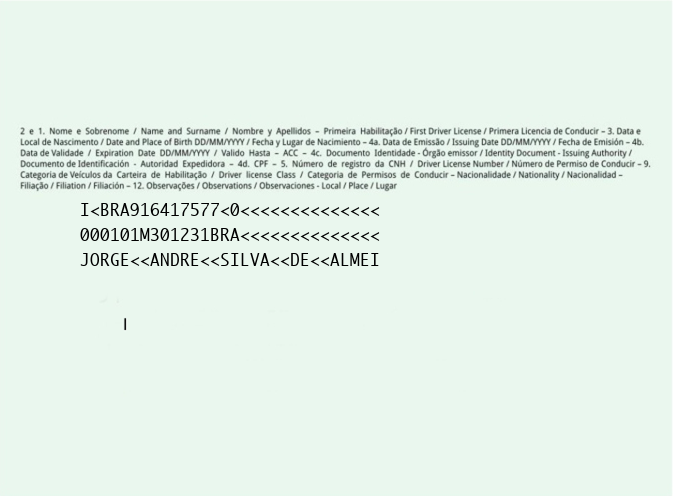 2 e 1. Nome e Sobrenome / Name and Surname / Nombre y Apellidos – Primeira Habilitação / First Driver License / Primera Licencia de Conducir – 3. Data e
Local de Nascimento / Date and Place of Birth DD/MM/YYYY / Fecha y Lugar de Nacimiento – 4a. Data de Emissão / Issuing Date DD/MM/YYYY / Fecha de Emisión – 4b.
Data de Validade / Expiration Date DD/MM/YYYY / Valido Hasta – ACC – 4c. Documento Identidade - Órgão emissor / Identity Document - Issuing Authority /
Documento de Identificación - Autoridad Expedidora – 4d. CPF – 5. Número de registro da CNH / Driver License Number / Número de Permiso de Conducir – 9.
Categoria de Veículos da Carteira de Habilitação / Driver license Class / Categoria de Permisos de Conducir – Nacionalidade / Nationality / Nacionalidad –
Filiação / Filiation / Filiación – 12. Observações / Observations / Observaciones - Local / Place / Lugar
I<BRA916417577<0<<<<<<<<<<<<<<
000101M301231BRA<<<<<<<<<<<<<<
JORGE<<ANDRE<<SILVA<<DE<<ALMEI
I